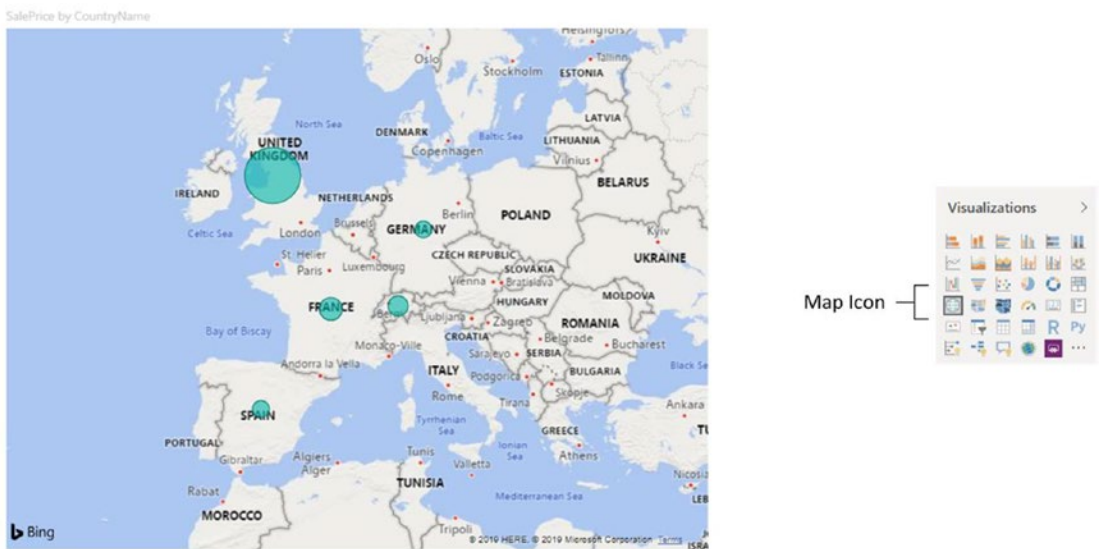 SalePrice by CountryName
Helsingfors
Oslo
Tallinn
Stockholm
ESTONIA
LATVIA
North Sea
DENMARK
Baltic Sea
UNITED
KINGDOM
LITHUANIA
Copenhagen
Vilnius
IRELAND
BELARUS
NETHERLANDS
Berlin
POLAND
Celtic Sea
London
Brussels
GERMANY
Kyiv
St. Helier
Luxembourg
CZECH REPUBLIC
UKRAINE
Paris
SLOVAKIA
Vienna
Bratislava
FRANCE
HUNGARY
MOLDOVA
Bern
Ljubljana
Zagreb
ROMANIA
Bay of Biscay
CROATIA
Belgrade
Bucharest
Monaco-Ville
Sarajevo
SERBIA
Andorra la Vella
ITALY
Podgorica
BULGARIA
Black Se
Rome
Skopje
Tirana
SPAIN
Ankara
Tyrrhenian
Sea
GREECE
TU
PORTUGAL
Ionian
Sea
Athens
Gibraltar
Algiers
Alger
Tunis
Valletta
Nicosia
Rabat
TUNISIA
LEB
Mediterranean Sea
MOROCCO
Bing
Tripoli
© 2019 HERE, © 2019 Microsoft Corporation Terms
ISRA
Visualizations
Map Icon
R
Py